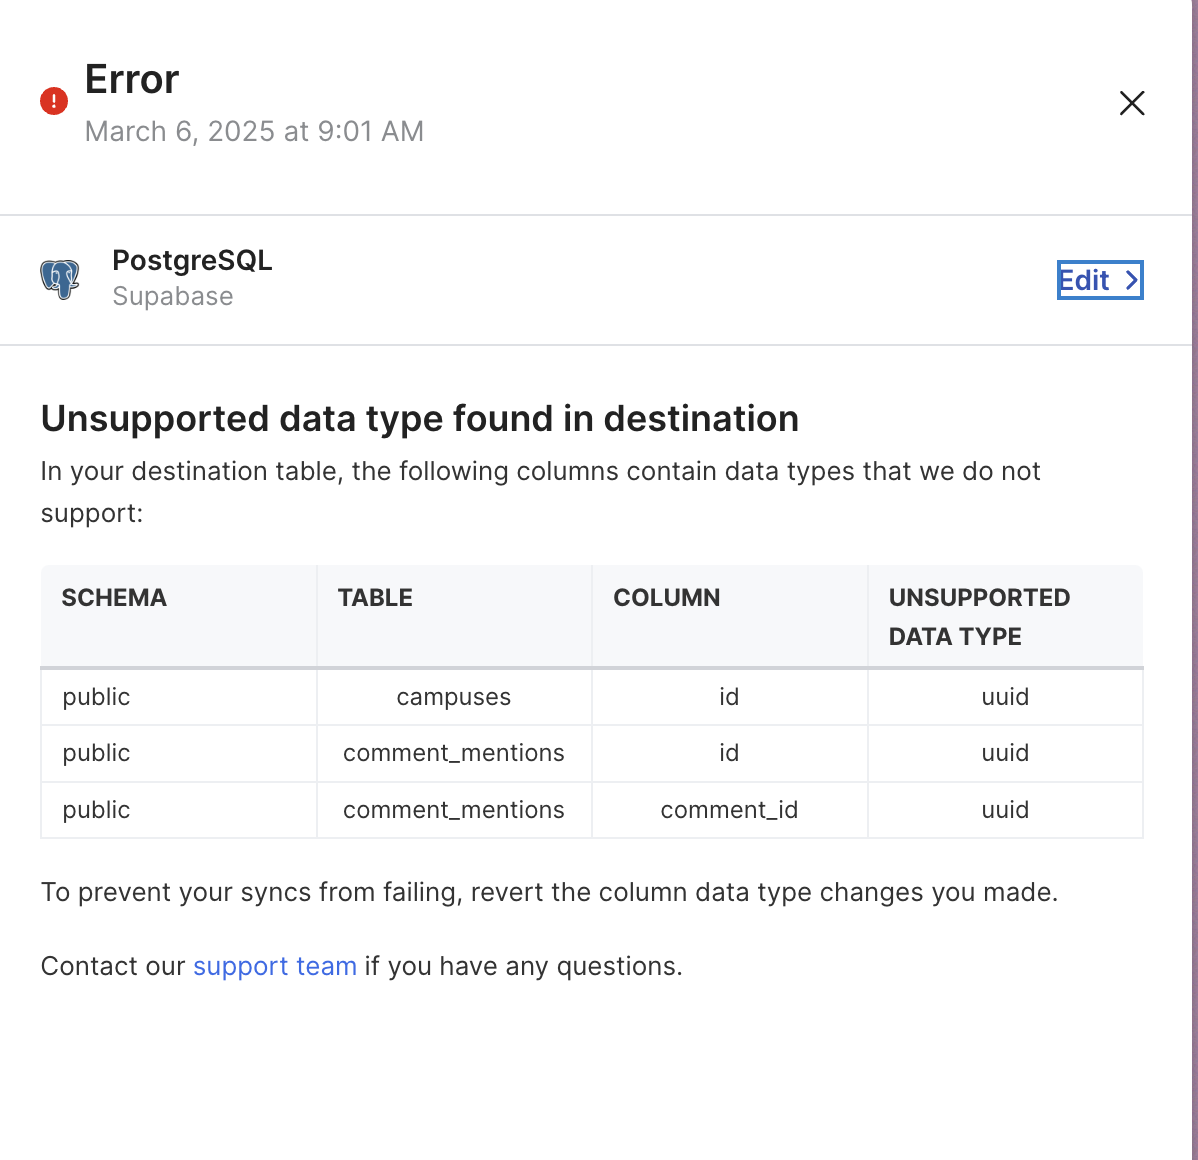 Error
March 6, 2025 at 9:01 AM
PostgreSQL
Supabase
Edit
Unsupported data type found in destination
In your destination table, the following columns contain data types that we do not
support:
SCHEMA TABLE COLUMN UNSUPPORTED
DATA TYPE
public campuses id uuid
public comment_mentions id uuid
public comment_mentions comment_id uuid
To prevent your syncs from failing, revert the column data type changes you made.
Contact our support team if you have any questions.